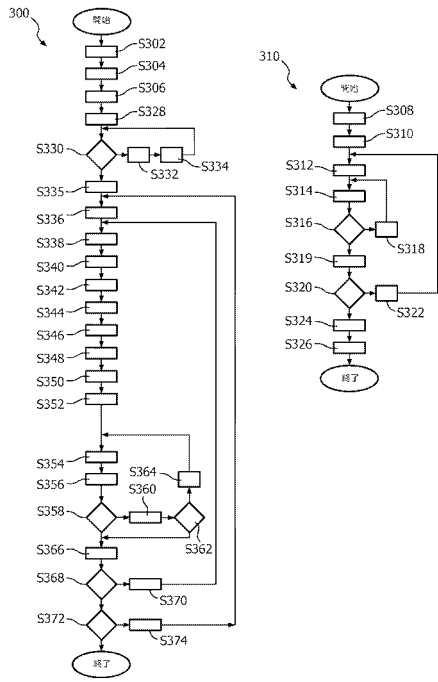 300
開始
S302
S304
S306
S328
S330
S332
S334
S335
S336
S338
S340
S342
S344
S346
S348
S350
S352
S354
S364
S356
S358
S360
S362
S366
S368
S370
S372
S374
終了
310
開始
S308
S310
S312
S314
S316
S318
S319
S320
S322
S324
S326
終了